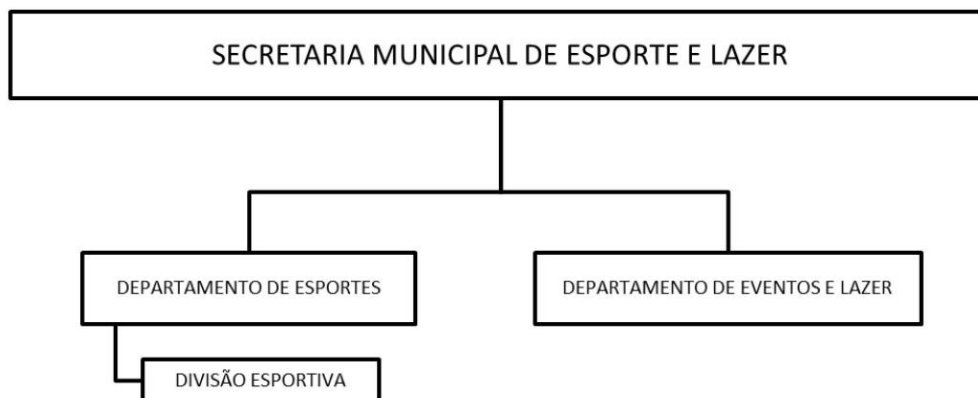 SECRETARIA MUNICIPAL DE ESPORTE E LAZER
DEPARTAMENTO DE ESPORTES
DEPARTAMENTO DE EVENTOS E LAZER
DIVISÃO ESPORTIVA